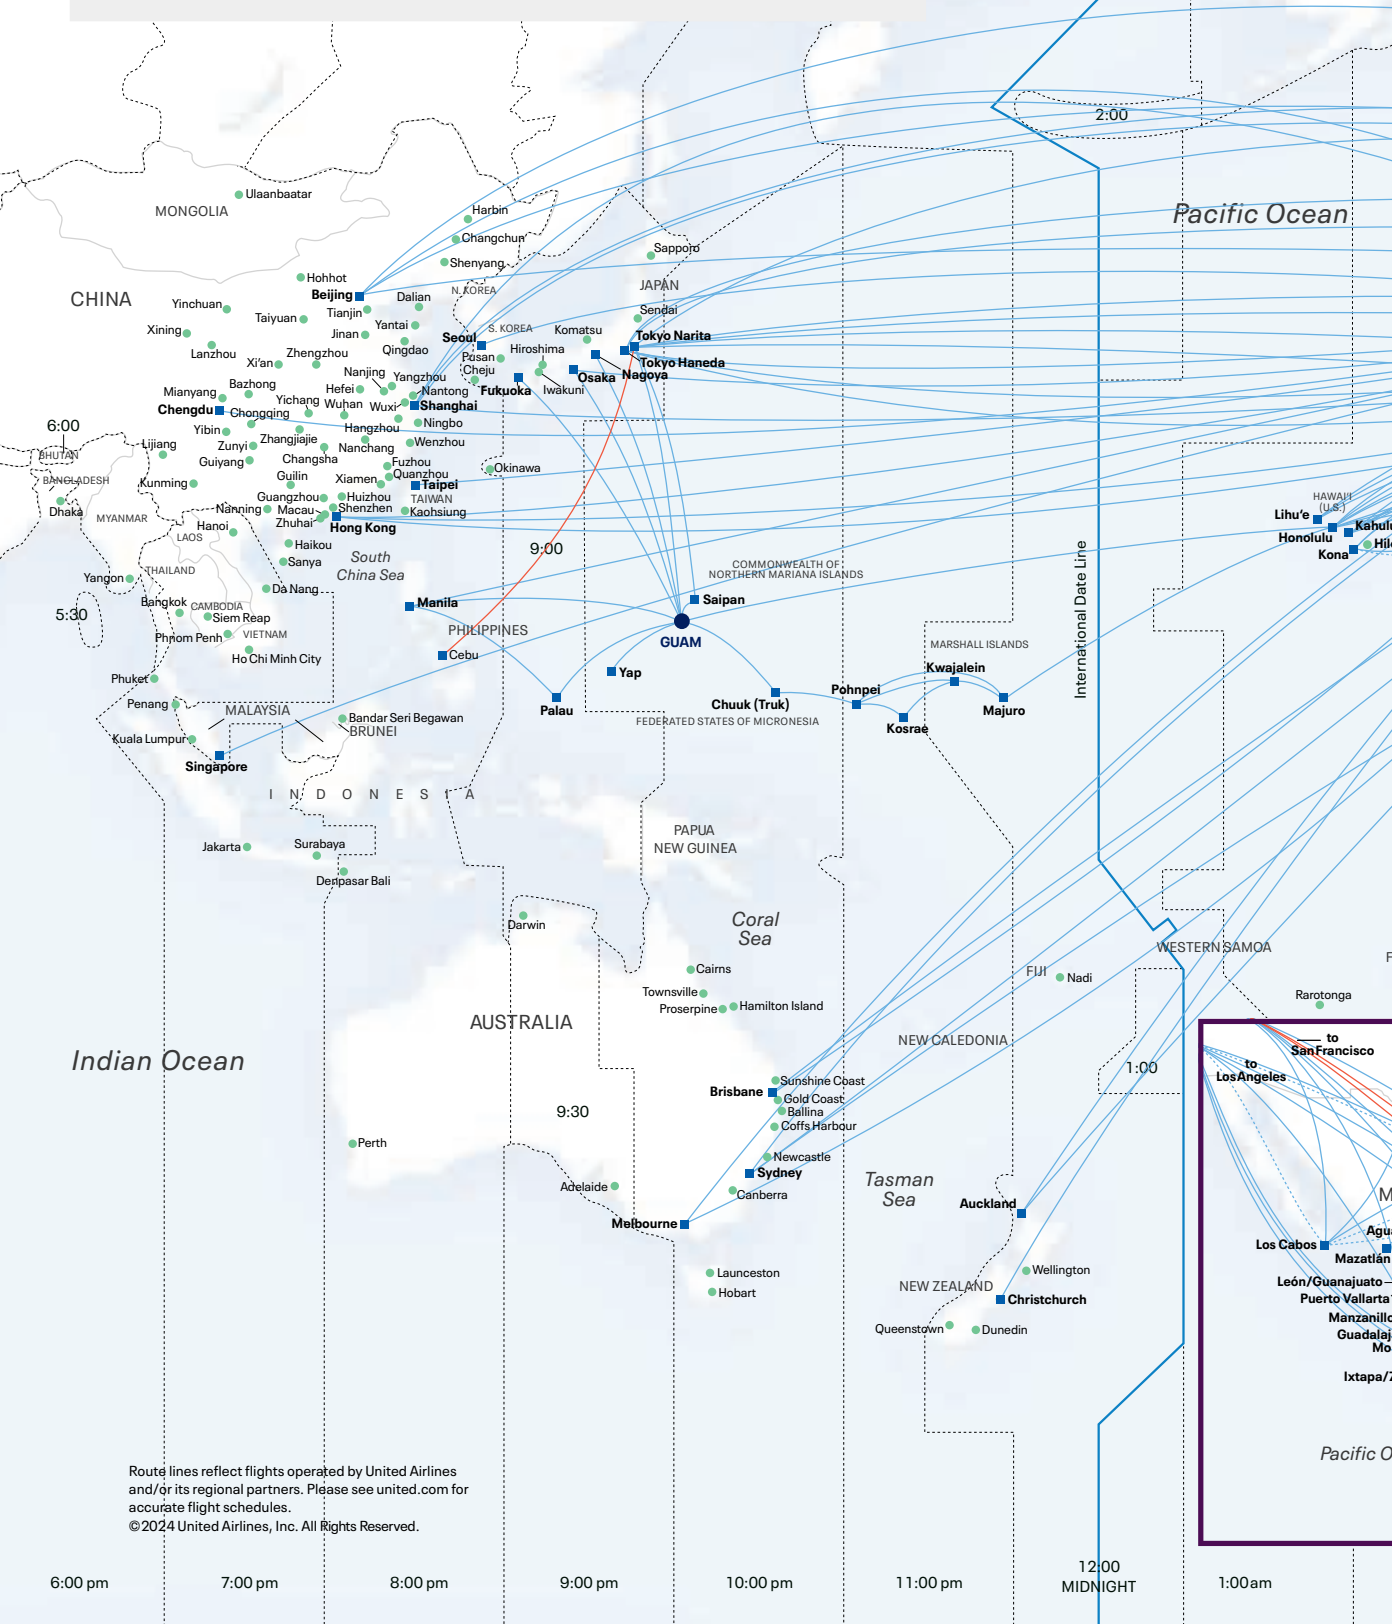 2:00
Pacific Ocean
Ulaanbaatar
MONGOLIA
Harbin
Changchun
Sapporo
Shenyang
Hohhot
CHINA
Beijing
N. KOREA
JAPAN
Yinchuan
Dalian
Tianjin
Taiyuan
Sendai
Xining
Jinan
Yantai
Seoul
S. KOREA
Komatsu
Tokyo Narita
Lanzhou
Zhengzhou
Qingdao
Hiroshima
Xi'an
Pusan
Tokyo Haneda
Nanjing
Cheju
Nagoya
Bazhong
Yangzhou
Osaka
Mianyang
Hefei
Nantong
Fukuoka
Iwakuni
Yichang
Wuhan
Wuxi
Shanghai
Chengdu
Chongqing
6:00
Yibin
Hangzhou
Ningbo
Lijiang
Zunyi
Zhangjiajie
Nanchang
Wenzhou
BHUTAN
Guiyang
Changsha
Fuzhou
Okinawa
BANGLADESH
Kunming
Guilin
Xiamen
Quanzhou
Taipei
Dhaka
Guangzhou
Huizhou
TAIWAN
HAWAI'I
(U.S.)
MYANMAR
Nanning
Macau
Shenzhen
Kaohsiung
Lihu'e
Hanoi
Zhuhai
Hong Kong
Kahulu
LAOS
Honolulu
Haikou
Hilo
South
China Sea
9:00
Kona
Sanya
THAILAND
COMMONWEALTH OF
NORTHERN MARIANA ISLANDS
Yangon
Da Nang
Bangkok
CAMBODIA
Manila
Saipan
5:30
Siem Reap
PHILIPPINES
Phnom Penh
VIETNAM
GUAM
International Date Line
Ho Chi Minh City
Cebu
MARSHALL ISLANDS
Kwajalein
Phuket
Yap
Pohnpei
Penang
MALAYSIA
Palau
Chuuk (Truk)
Majuro
Bandar Seri Begawan
FEDERATED STATES OF MICRONESIA
Kosrae
BRUNEI
Kuala Lumpur
Singapore
INDONESIA
PAPUA
NEW GUINEA
Jakarta
Surabaya
Denpasar Bali
Darwin
Coral
Sea
WESTERN SAMOA
Cairns
FIJI
Nadi
Townsville
Rarotonga
Proserpine
Hamilton Island
AUSTRALIA
NEW CALEDONIA
to
San Francisco
Indian Ocean
to
Los Angeles
1:00
Sunshine Coast
Brisbane
Gold Coast
9:30
Ballina
Coffs Harbour
Perth
Newcastle
Sydney
Tasman
Sea
Adelaide
Canberra
M
Auckland
Melbourne
Agu
Los Cabos
Mazatlán
Launceston
Wellington
León/Guanajuato
Hobart
NEW ZEALAND
Christchurch
Puerto Vallarta
Manzanillo
Queenstown
Dunedin
Guadalaj
Mo
Ixtapa/Z
Pacific O
Route lines reflect flights operated by United Airlines
and/or its regional partners. Please see united.com for
accurate flight schedules.
©2024 United Airlines, Inc. All Rights Reserved.
6:00 pm
7:00 pm
8:00 pm
9:00 pm
10:00 pm
11:00 pm
12:00
MIDNIGHT
1:00am